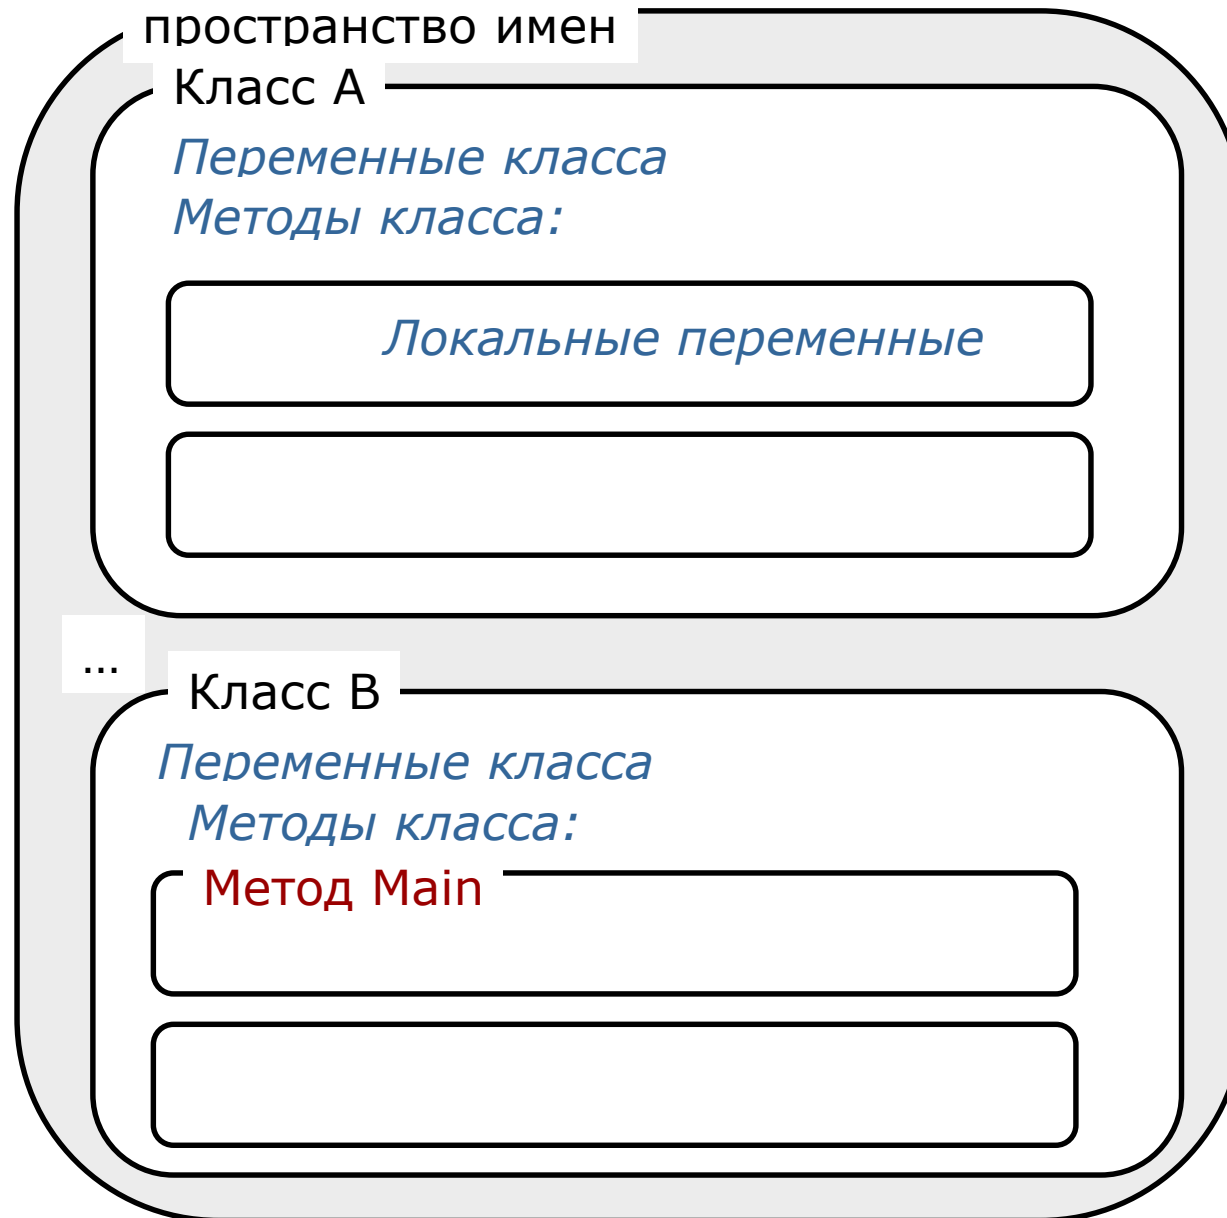 пространство имен
Класс А
Переменные класса
Методы класса:
Локальные переменные
...
Класс В
Переменные класса
Методы класса:
Метод Main